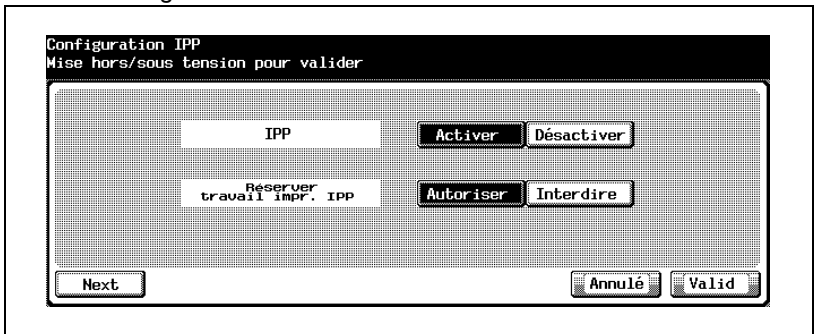 Configuration IPP
Mise hors/sous tension pour valider
IPP
Activer
Désactiver
Réserver
travail impr. IPP
Autoriser
Interdire
Next
Annulé
Valid